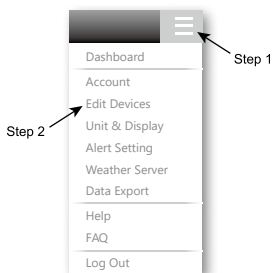 Step 1
Dashboard
Account
Edit Devices
Step 2
Unit & Display
Alert Setting
Weather Server
Data Export
Help
FAQ
Log Out